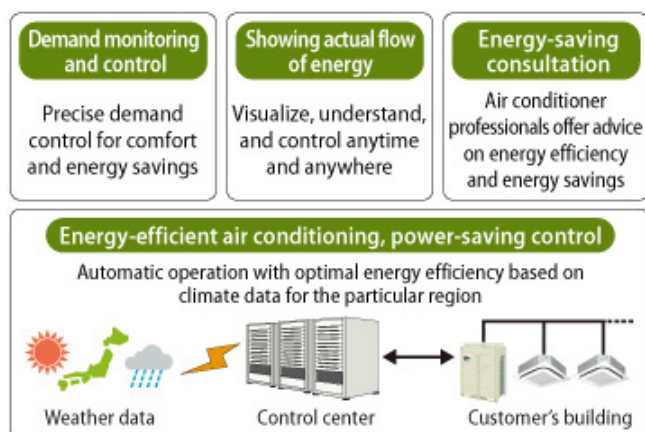 Demand monitoring
and control
Precise demand
control for comfort
and energy savings
Showing actual flow
of energy
Visualize, understand,
and control anytime
and anywhere
Energy-saving
consultation
Air conditioner
professionals offer advice
on energy efficiency
and energy savings
Energy-efficient air conditioning, power-saving control
Automatic operation with optimal energy efficiency based on
climate data for the particular region
Weather data
Control center
Customer's building